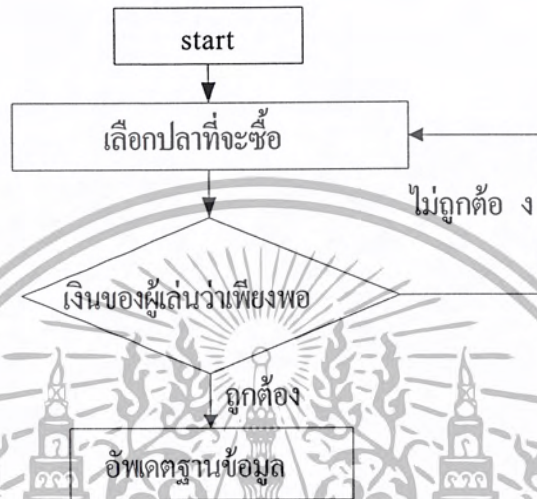 start
เลือกปลาที่จะซื้อ
ไม่ถูกต้อ ง
เงินของผู้เล่นว่าเพียงพอ
ถูกต้อง
อัพเดตฐานข้อมูล